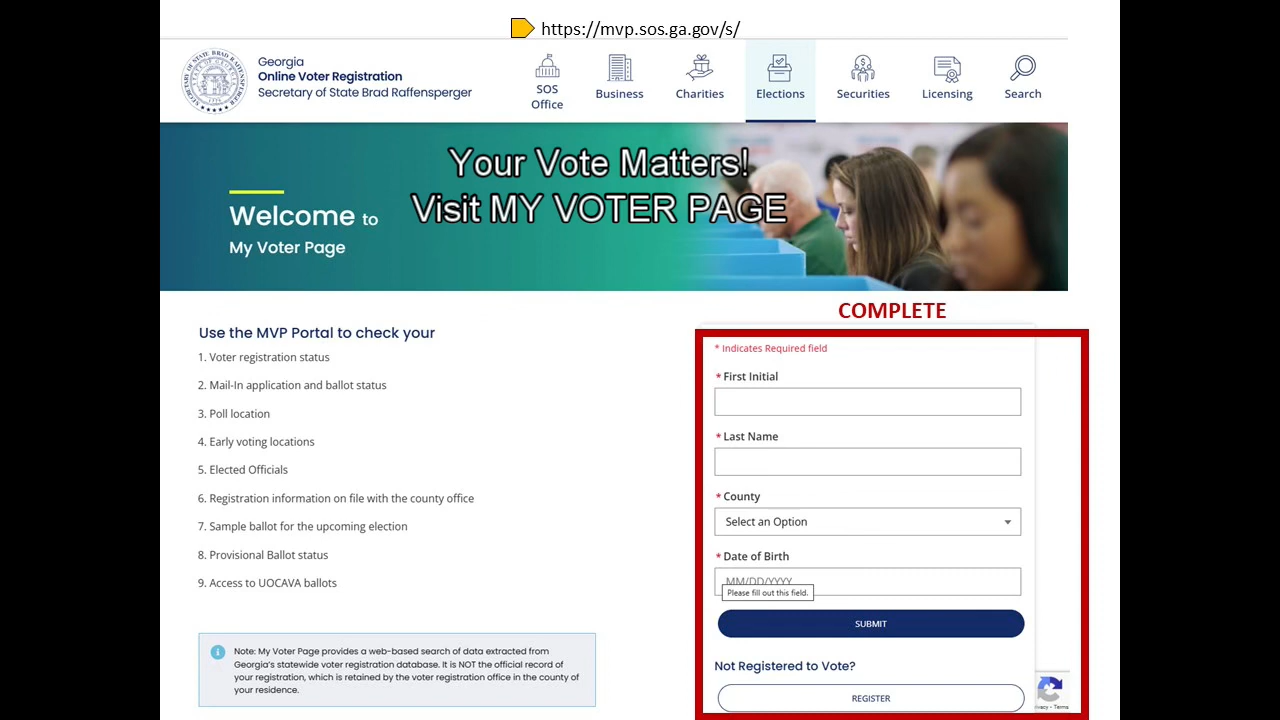 https://mvp.sos.ga.gov/s/
Georgia
Online Voter Registration
Secretary of State Brad Raffensperger
SOS
Office
Business
Charities
Elections
Securities
Licensing
Search
Your Vote Matters!
Visit MY VOTER PAGE
Welcome to
My Voter Page
COMPLETE
Use the MVP Portal to check your
1. Voter registration status
2. Mail-In application and ballot status
3. Poll location
4. Early voting locations
5. Elected Officials
6. Registration information on file with the county office
7. Sample ballot for the upcoming election
8. Provisional Ballot status
9. Access to UOCAVA ballots
Note: My Voter Page provides a web-based search of data extracted from
Georgia's statewide voter registration database. It is NOT the official record of
your registration, which is retained by the voter registration office in the county of
your residence.
* Indicates Required field
* First Initial
* Last Name
* County
Select an Option
* Date of Birth
MM/DD/YYYY
Please fill out this field.
SUBMIT
Not Registered to Vote?
REGISTER
Terms